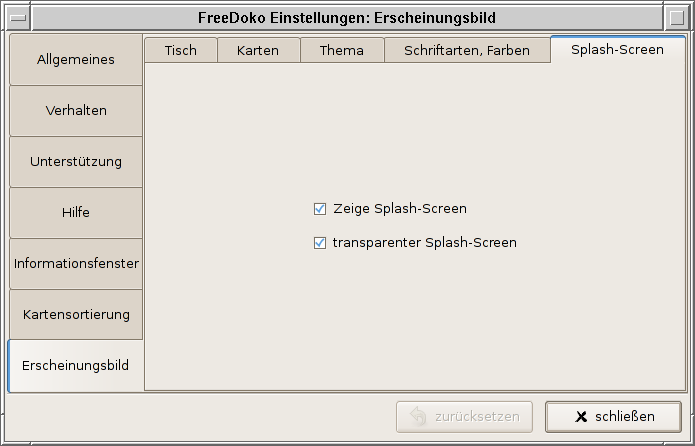 FreeDoko Einstellungen: Erscheinungsbild
Tisch Karten Thema Schriftarten, Farben Splash-Screen
Allgemeines
Verhalten
Unterstützung
Hilfe
Informationsfenster
Kartensortierung
Erscheinungsbild
Zeige Splash-Screen
transparenter Splash-Screen
zurücksetzen schließen